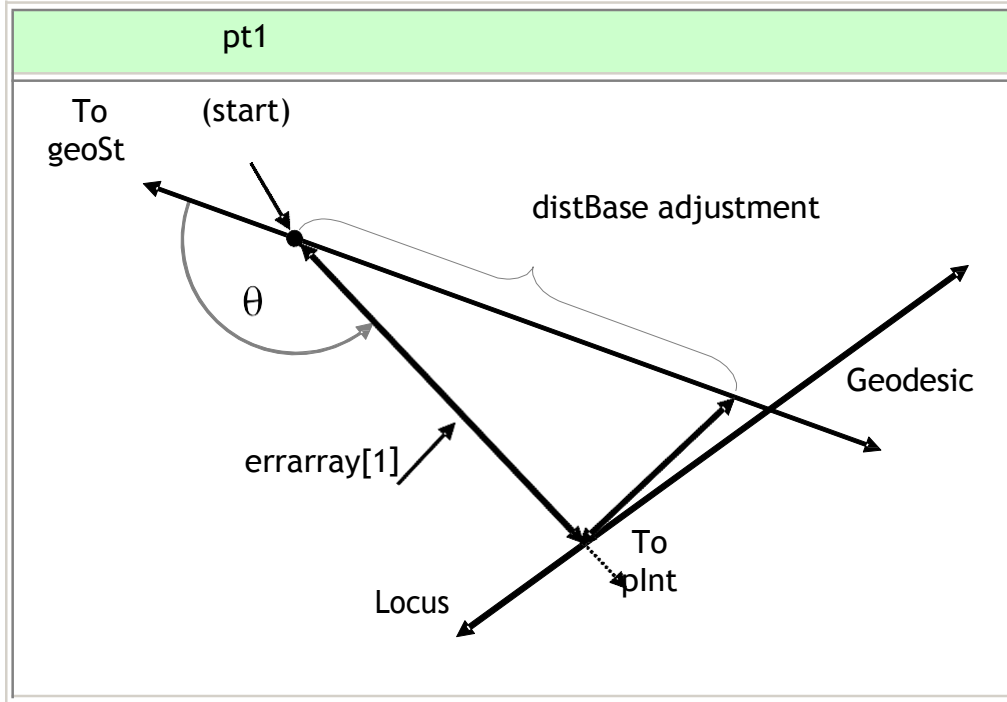 pt1
To
geoSt
(start)
distBase adjustment
θ
Geodesic
errarray[1]
To
pInt
Locus